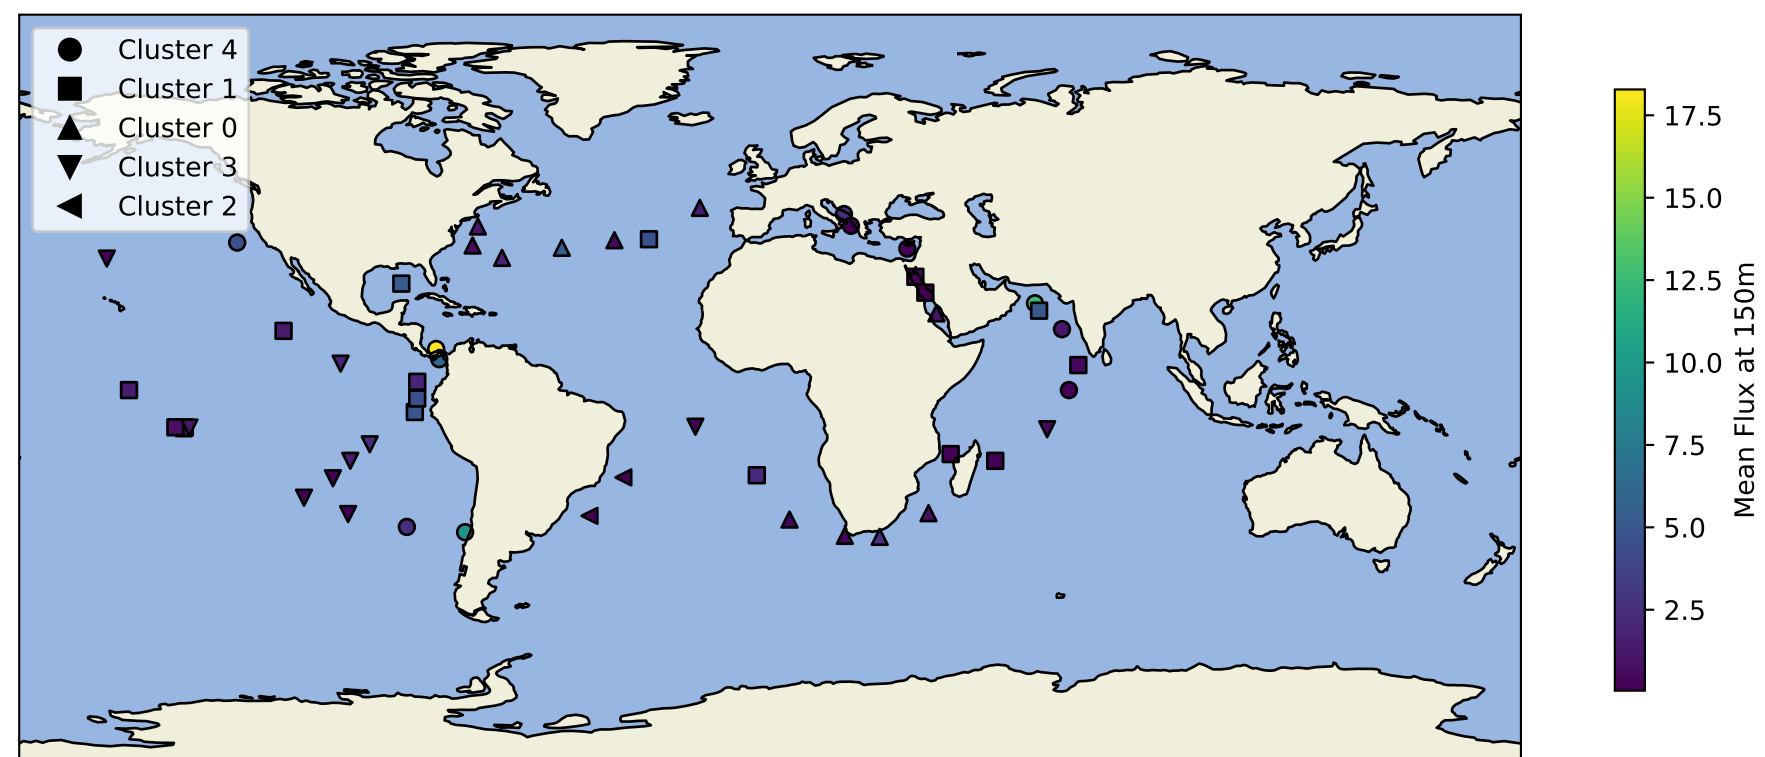 Cluster 4
Cluster 1
Cluster 0
Cluster 3
Cluster 2
17.5
15.0
12.5
10.0
7.5
5.0
2.5
Mean Flux at 150m